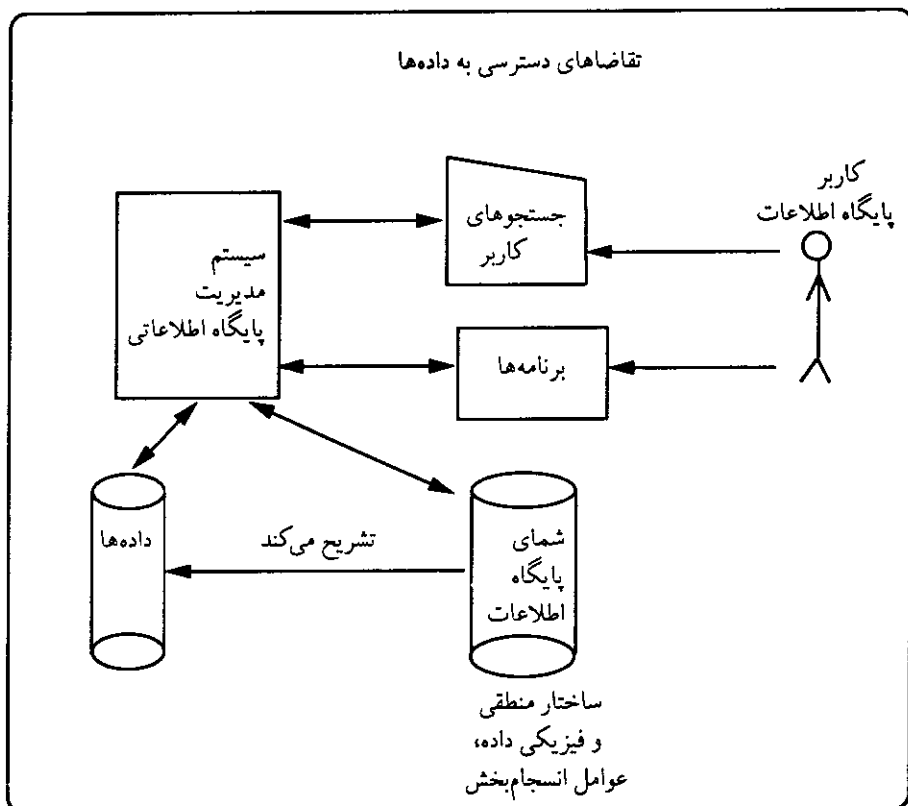 تقاضاهای دسترسی به داده‌ها
کاربر
پایگاه اطلاعات
جستجوهای
کاربر
سیستم
مدیریت
پایگاه اطلاعاتی
برنامه‌ها
شمای
پایگاه
اطلاعات
تشریح می‌کند
داده‌ها
ساختار منطقی
و فیزیکی داده،
عوامل انسجام‌بخش